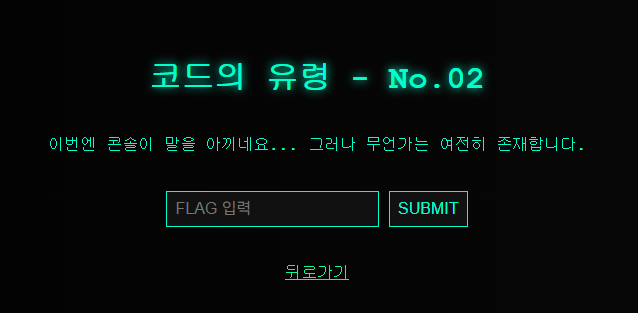 코드의 유령 - No.02
이번엔 콘솔이 말을 아끼네요... 그러나 무언가는 여전히 존재합니다.
FLAG 입력 SUBMIT
뒤로가기